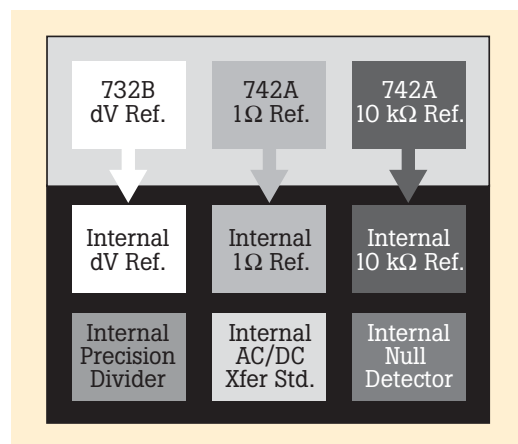 732B
dV Ref.
742A
1Ω Ref.
742A
10 kΩ Ref.
Internal
dV Ref.
Internal
1Ω Ref.
Internal
10 kΩ Ref.
Internal
Precision
Divider
Internal
AC/DC
Xfer Std.
Internal
Null
Detector